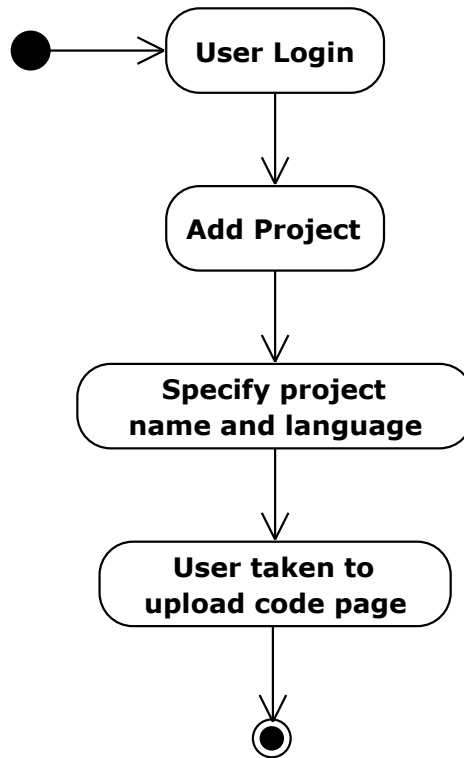 User Login
Add Project
Specify project
name and language
User taken to
upload code page